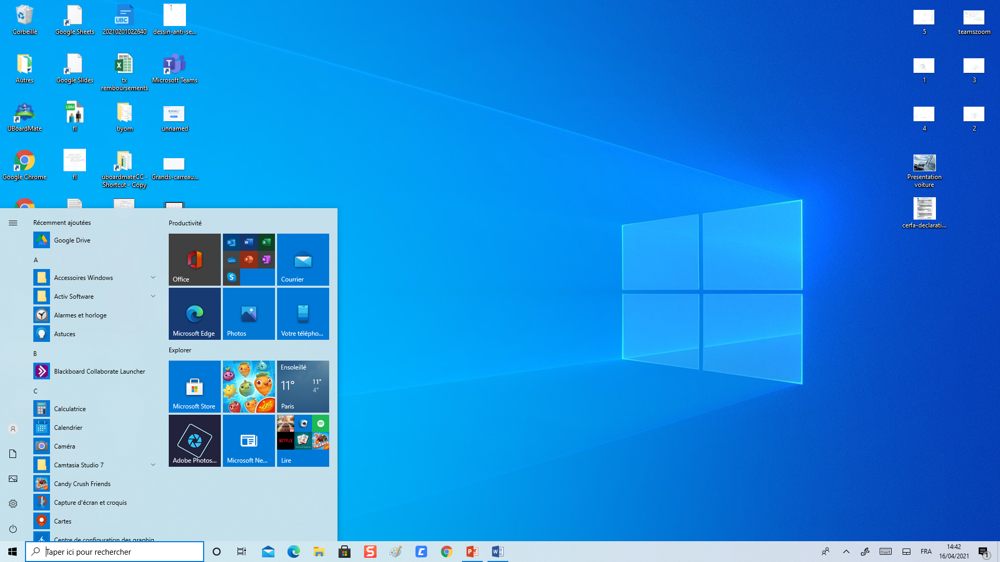 Corbeille
Google Sheets
UBC
20210201022640
dessin-anti-se...
Autres
Google Slides
tx
remboursements
Microsoft Teams
UBoardMate
UBM
fl
byom
unnamed
Google Chrome
fl
uboardmateCC -
Shortcut - Copy
Grands-carreau...
5
teamszoom
1
3
4
2
Presentation
voiture
cerfa-declarati...
Récemment ajoutées
Google Drive
A
Accessoires Windows
Activ Software
Alarmes et horloge
Astuces
B
Blackboard Collaborate Launcher
C
Calculatrice
Calendrier
Caméra
Camtasia Studio 7
Candy Crush Friends
Capture d'écran et croquis
Cartes
Centre de configuration des graphiq
Productivité
Office
Courrier
Microsoft Edge
Photos
Votre télépho...
Explorer
Microsoft Store
King
Ensoleillé
11°
11°
4°
Paris
Adobe Photos...
Microsoft Ne...
NETFLIX
Lire
Taper ici pour rechercher
FRA
14:42
16/04/2021
1